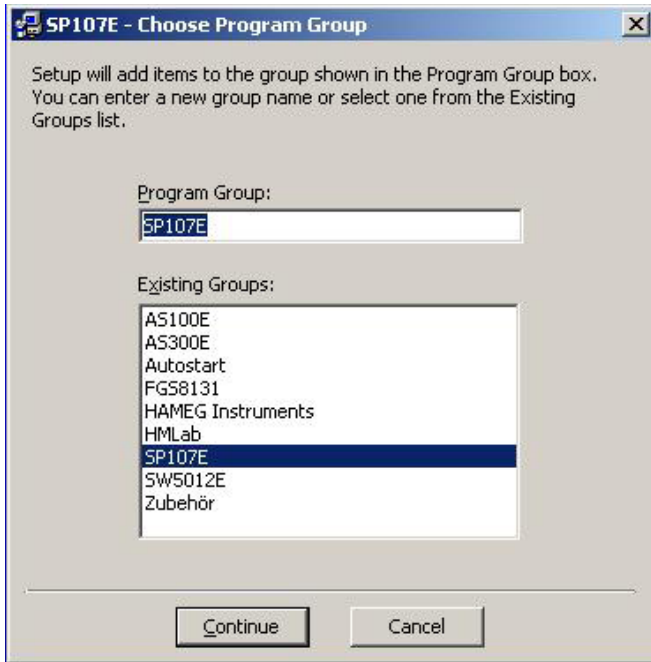 SP107E - Choose Program Group
Setup will add items to the group shown in the Program Group box.
You can enter a new group name or select one from the Existing
Groups list.
Program Group:
SP107E
Existing Groups:
AS100E
AS300E
Autostart
FGS8131
HAMEG Instruments
HMLab
SP107E
SW5012E
Zubehör
Continue
Cancel